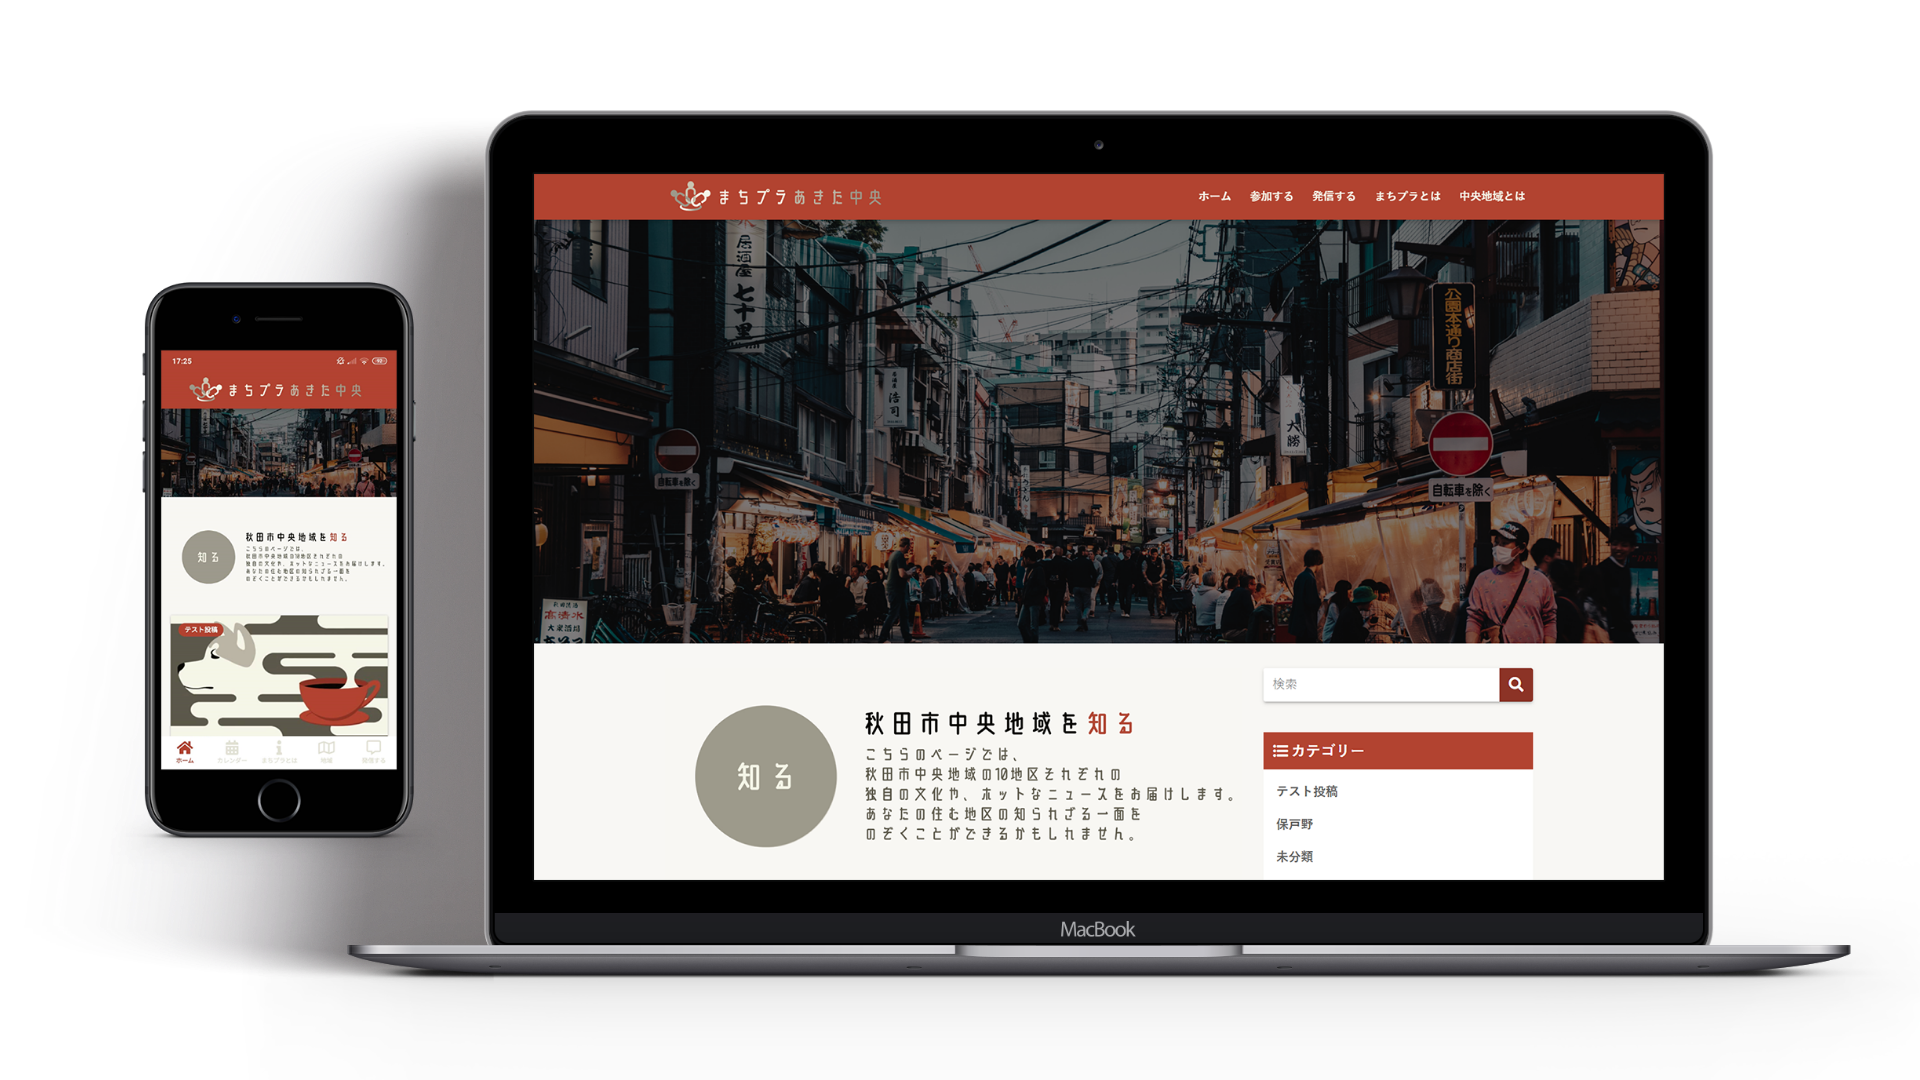 17:25
まちプラあきた中央
秋田市中央地域を知る
知る
こちらのページでは、
秋田市中央地域の10地区それぞれの
独自の文化や、ホットなニュースをお届けします。
あなたの住む地区の知られざる一面を
のぞくことができるかもしれません。
テスト投稿
ホーム
カレンダー
まちプラとは
地域
まちプラあきた中央
ホーム 参加する 発信する まちプラとは 中央地域とは
居酒屋
七十里
公園本通り商店街
居酒屋
浩司
大勝
自転車を除く
自転車を除く
高清水
大衆酒場
検索
知る
秋田市中央地域を知る
こちらのページでは、
秋田市中央地域の10地区それぞれの
独自の文化や、ホットなニュースをお届けします。
あなたの住む地区の知られざる一面を
のぞくことができるかもしれません。
カテゴリー
テスト投稿
保戸野
未分類
MacBook